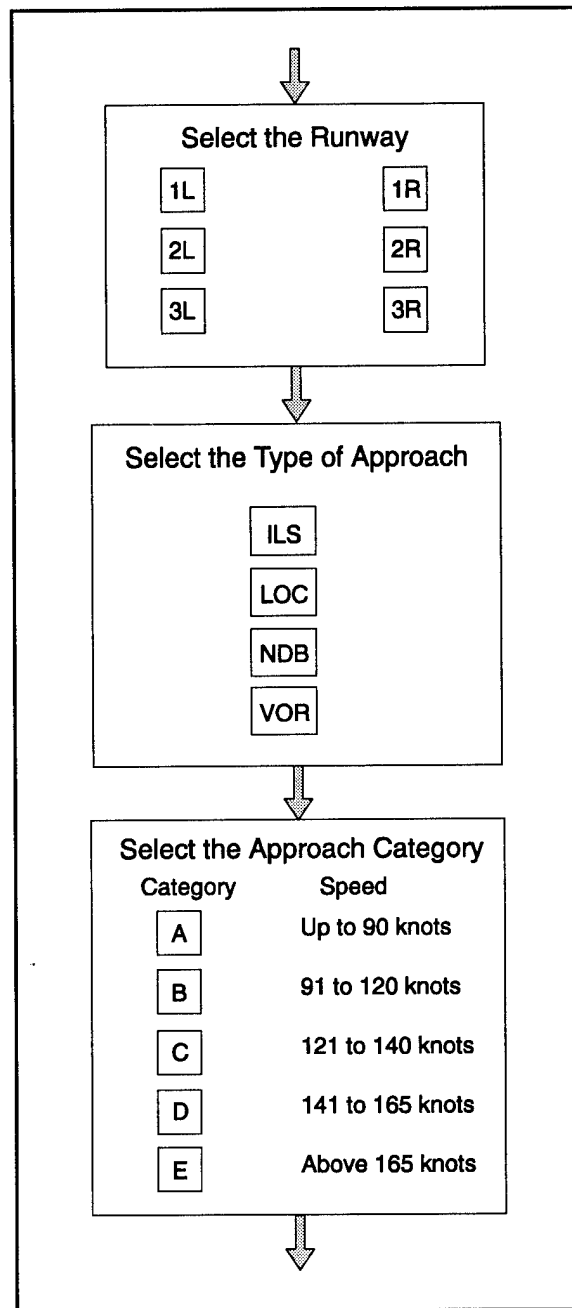 Select the Runway
1L 1R
2L 2R
3L 3R
Select the Type of Approach
ILS
LOC
NDB
VOR
Select the Approach Category
Category Speed
A Up to 90 knots
B 91 to 120 knots
C 121 to 140 knots
D 141 to 165 knots
E Above 165 knots